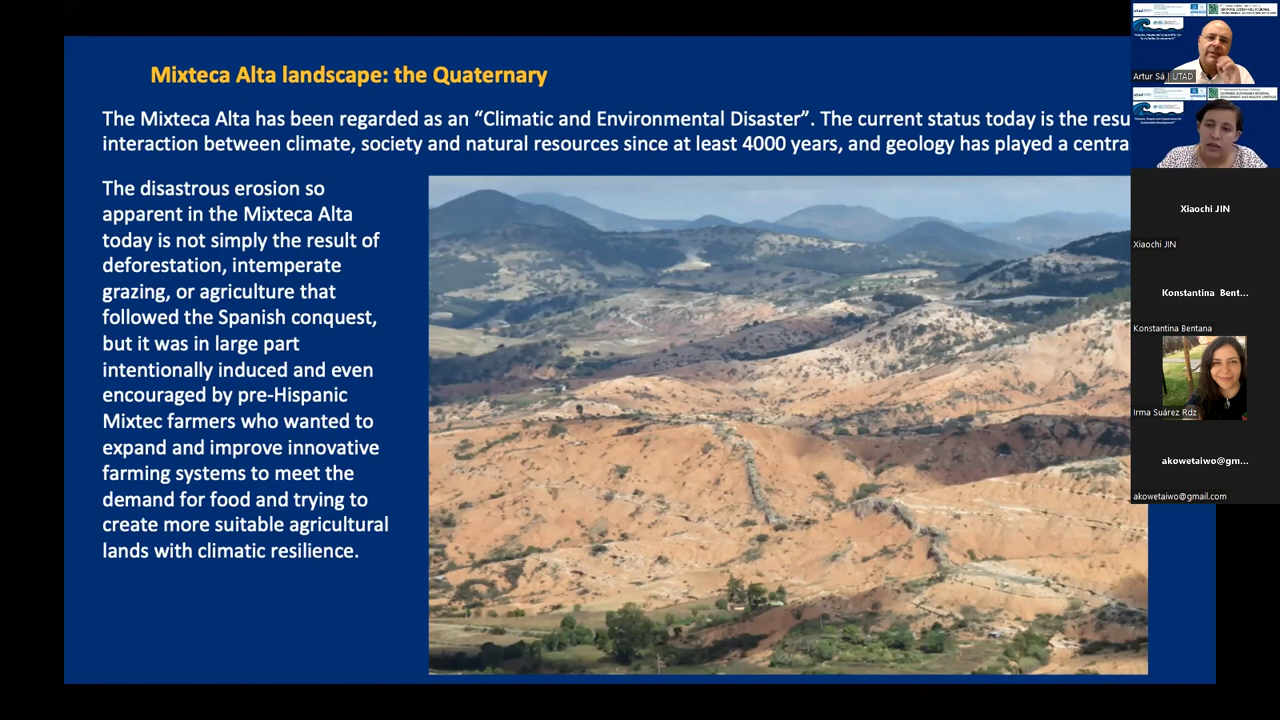 Mixteca Alta landscape: the Quaternary
The Mixteca Alta has been regarded as an “Climatic and Environmental Disaster”. The current status today is the resu
interaction between climate, society and natural resources since at least 4000 years, and geology has played a centra
The disastrous erosion so
apparent in the Mixteca Alta
today is not simply the result of
deforestation, intemperate
grazing, or agriculture that
followed the Spanish conquest,
but it was in large part
intentionally induced and even
encouraged by pre-Hispanic
Mixtec farmers who wanted to
expand and improve innovative
farming systems to meet the
demand for food and trying to
create more suitable agricultural
lands with climatic resilience.
Artur Sá | UTAD
Xiaochi JIN
Xiaochi JIN
Konstantina Bent...
Konstantina Bentana
Irma Suárez Rdz
akowetaiwo@gm...
akowetaiwo@gmail.com